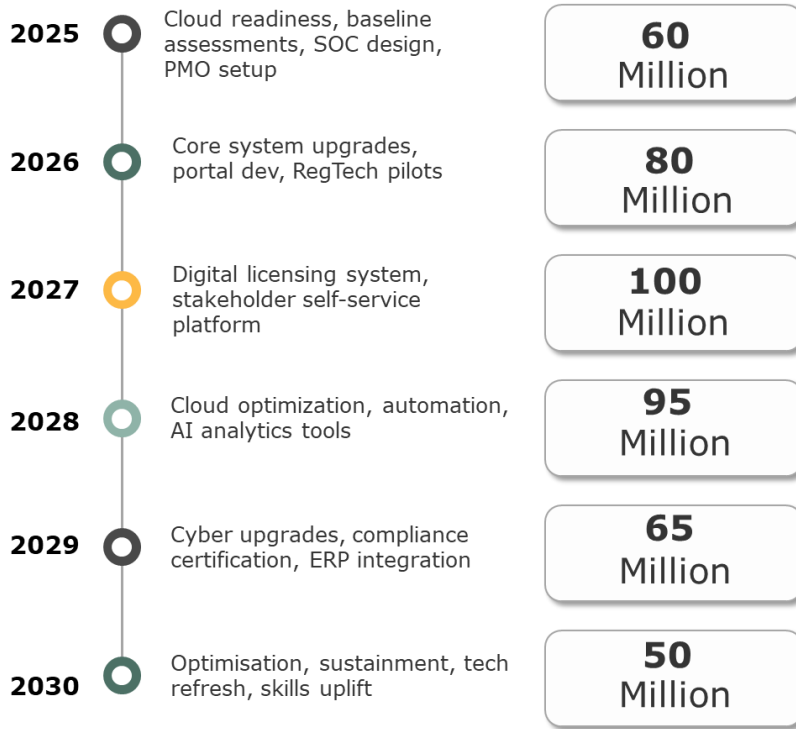 2025
Cloud readiness, baseline
assessments, SOC design,
PMO setup
60
Million
2026
Core system upgrades,
portal dev, RegTech pilots
80
Million
2027
Digital licensing system,
stakeholder self-service
platform
100
Million
2028
Cloud optimization, automation,
AI analytics tools
95
Million
2029
Cyber upgrades, compliance
certification, ERP integration
65
Million
2030
Optimisation, sustainment, tech
refresh, skills uplift
50
Million